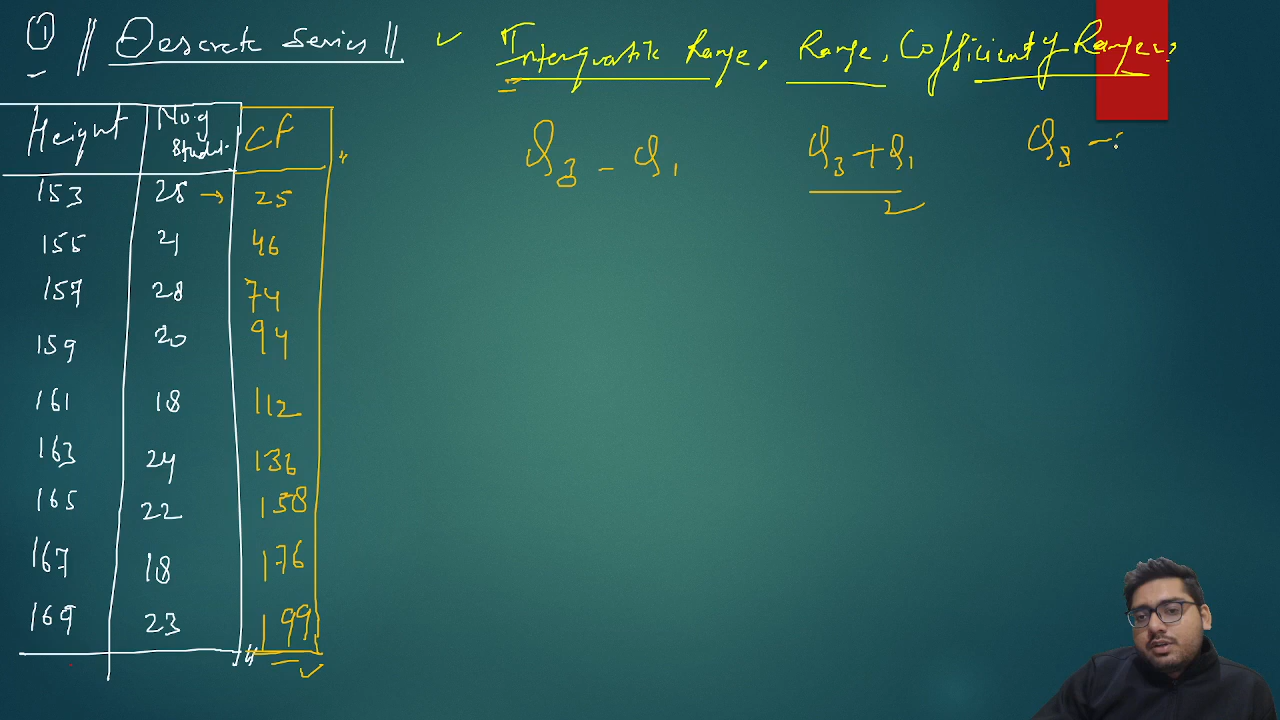 ① // Descrete Series // ✓ Interquartile Range, Range, Cofficient of Range :
Height No. of Studnt. CF
Q3 - Q1 Q3 + Q1 / 2 Q3 -
153 25 → 25
155 21 46
157 28 74
159 20 94
161 18 112
163 24 136
165 22 158
167 18 176
169 23 199